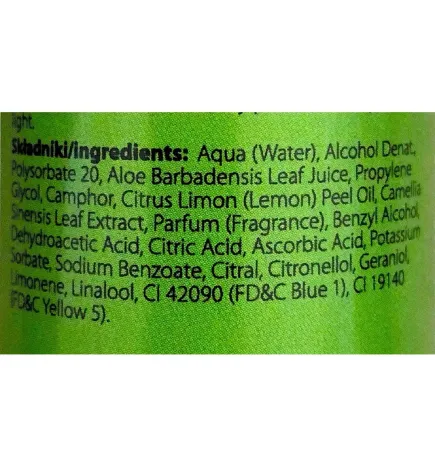 light.
Składniki/ingredients: Aqua (Water), Alcohol Denat.,
Polysorbate 20, Aloe Barbadensis Leaf Juice, Propylene
Glycol, Camphor, Citrus Limon (Lemon) Peel Oil, Camellia
Sinensis Leaf Extract, Parfum (Fragrance), Benzyl Alcohol,
Dehydroacetic Acid, Citric Acid, Ascorbic Acid, Potassium
Sorbate, Sodium Benzoate, Citral, Citronellol, Geraniol,
Limonene, Linalool, CI 42090 (FD&C Blue 1), CI 19140
(FD&C Yellow 5).